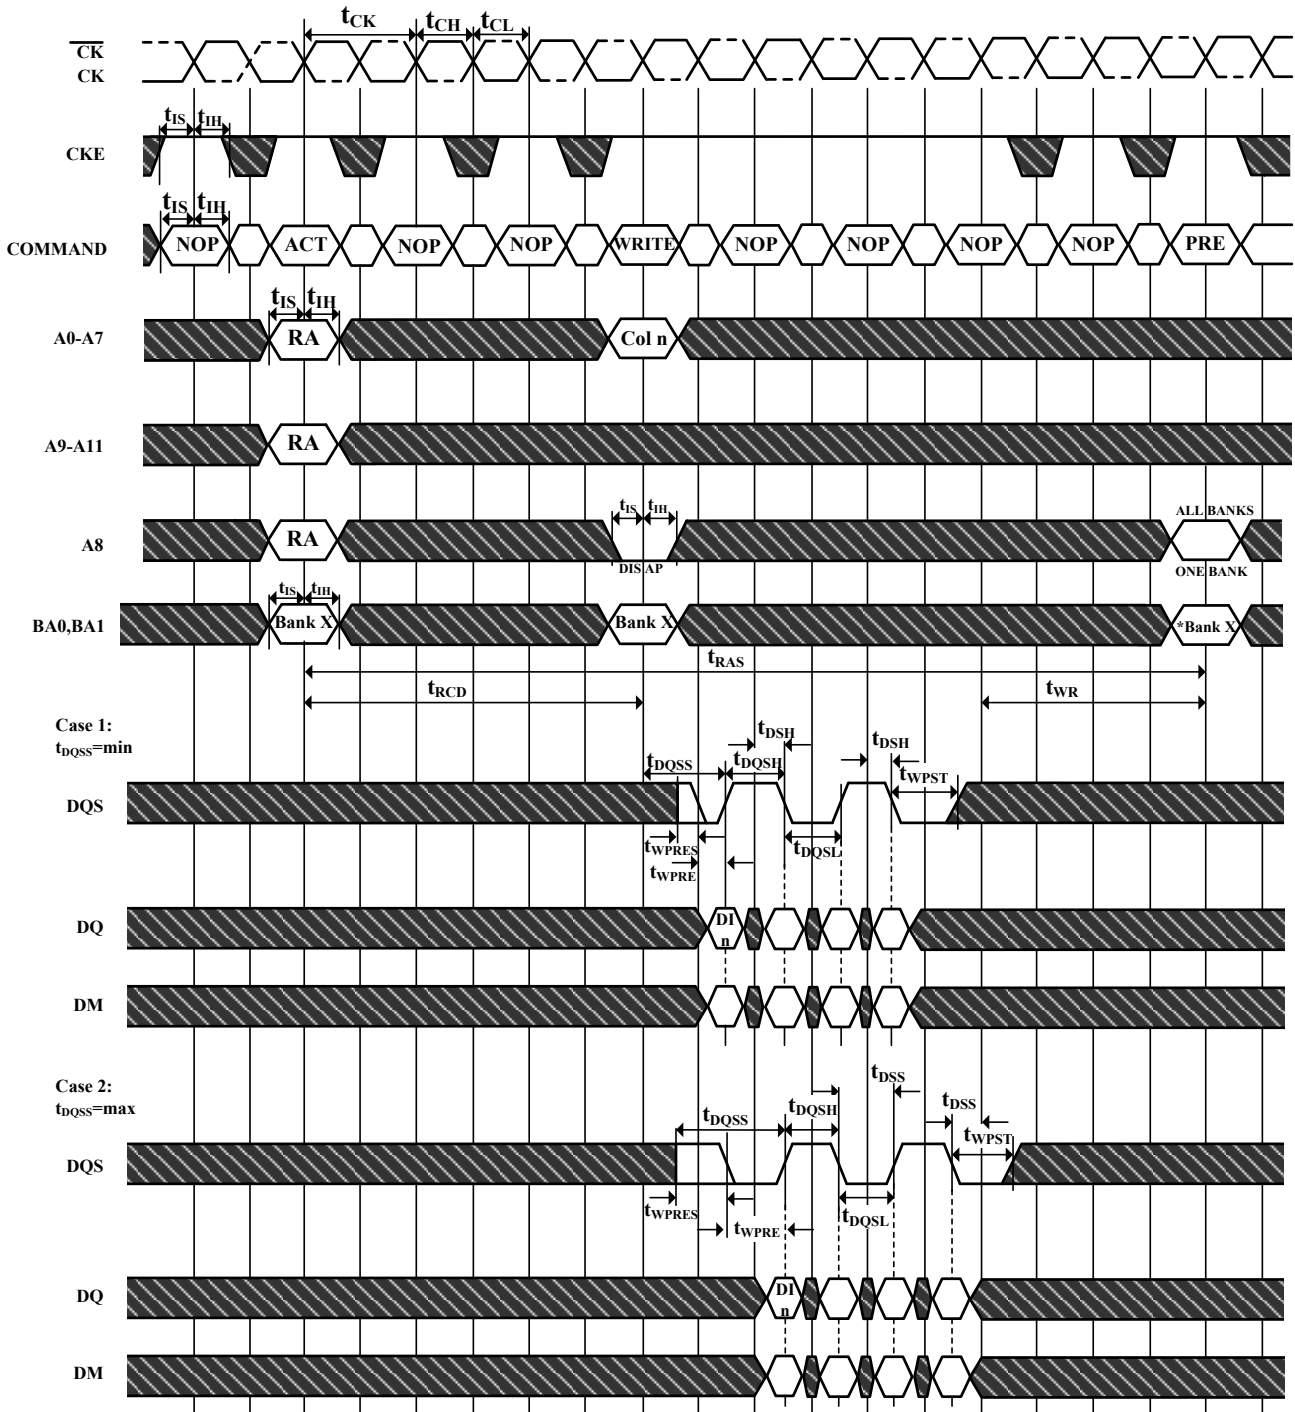 tCK tCH tCL
CK
CK
tIS tIH
CKE
tIS tIH
COMMAND NOP ACT NOP NOP WRITE NOP NOP NOP NOP PRE
tIS tIH
A0-A7 RA Col n
A9-A11 RA
tIS tIH ALL BANKS
A8 RA
DIS AP ONE BANK
tIS tIH
BA0,BA1 Bank X Bank X *Bank X
tRAS
tRCD tWR
Case 1:
tDQSS=min
tDSH tDSH
tDQSS tDQSH tWPST
DQS
tWPRES tDQSL
tWPRE
DQ DI
n
DM
Case 2:
tDQSS=max
tDSS
tDQSS tDQSH tDSS
tWPST
DQS
tWPRES tDQSL
tWPRE
DQ DI
n
DM